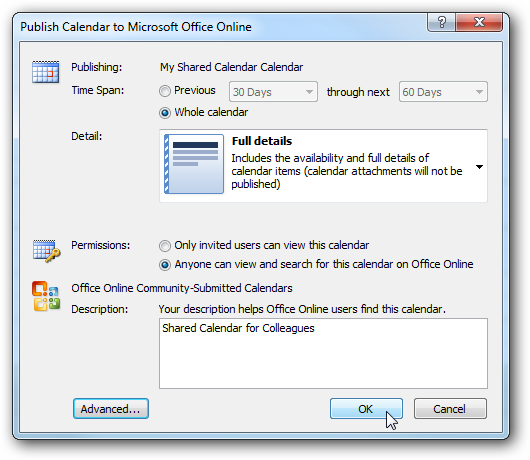 Publish Calendar to Microsoft Office Online
Publishing: My Shared Calendar Calendar
Time Span: Previous 30 Days through next 60 Days
Whole calendar
Detail: Full details
Includes the availability and full details of
calendar items (calendar attachments will not be
published)
Permissions: Only invited users can view this calendar
Anyone can view and search for this calendar on Office Online
Office Online Community-Submitted Calendars
Description: Your description helps Office Online users find this calendar.
Shared Calendar for Colleagues
Advanced... OK Cancel